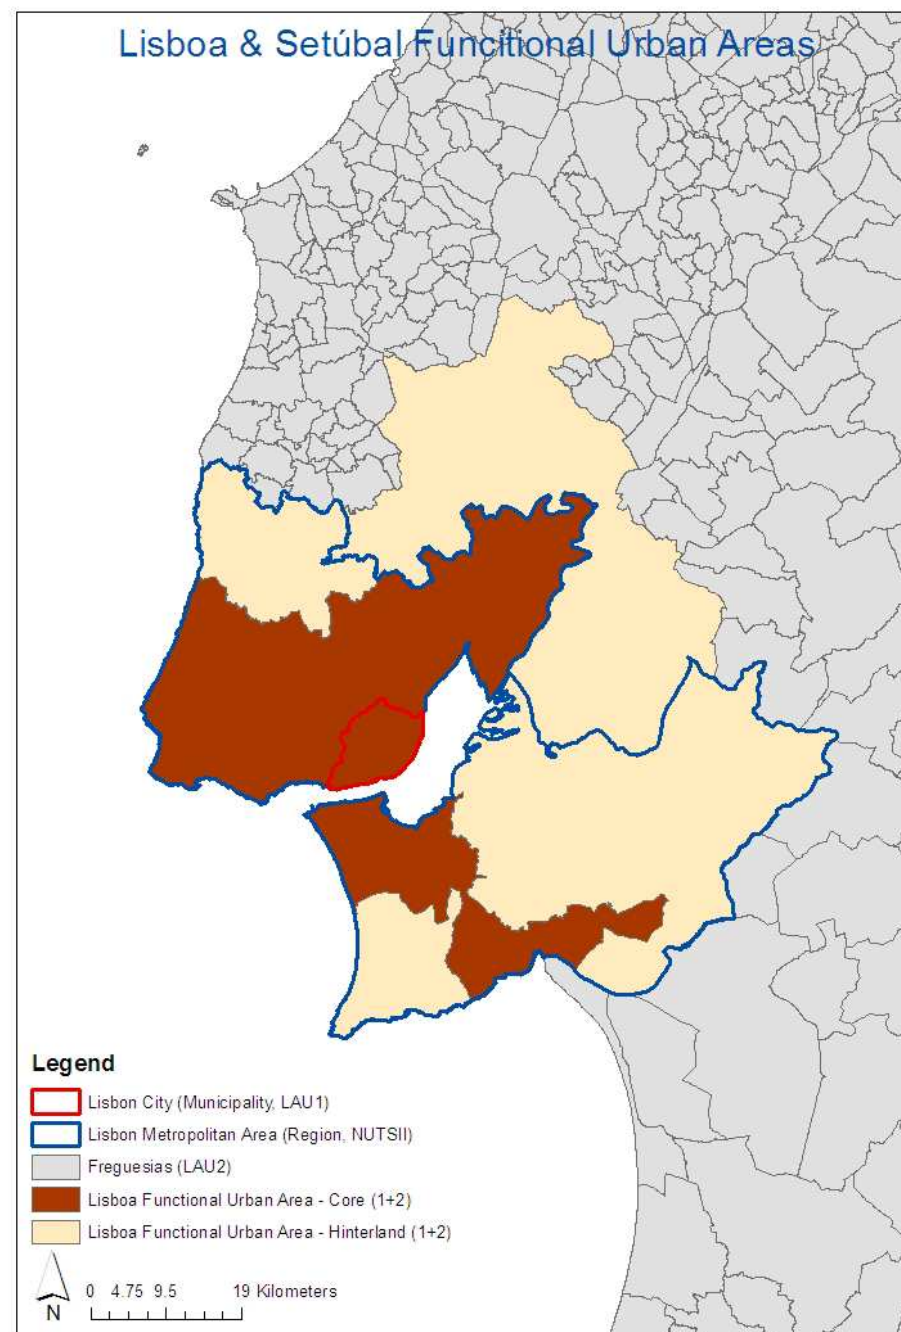 Lisboa & Setúbal Funcitional Urban Areas
Legend
Lisbon City (Municipality, LAU1)
Lisbon Metropolitan Area (Region, NUTSII)
Freguesias (LAU2)
Lisboa Functional Urban Area - Core (1+2)
Lisboa Functional Urban Area - Hinterland (1+2)
0 4.75 9.5 19 Kilometers
N